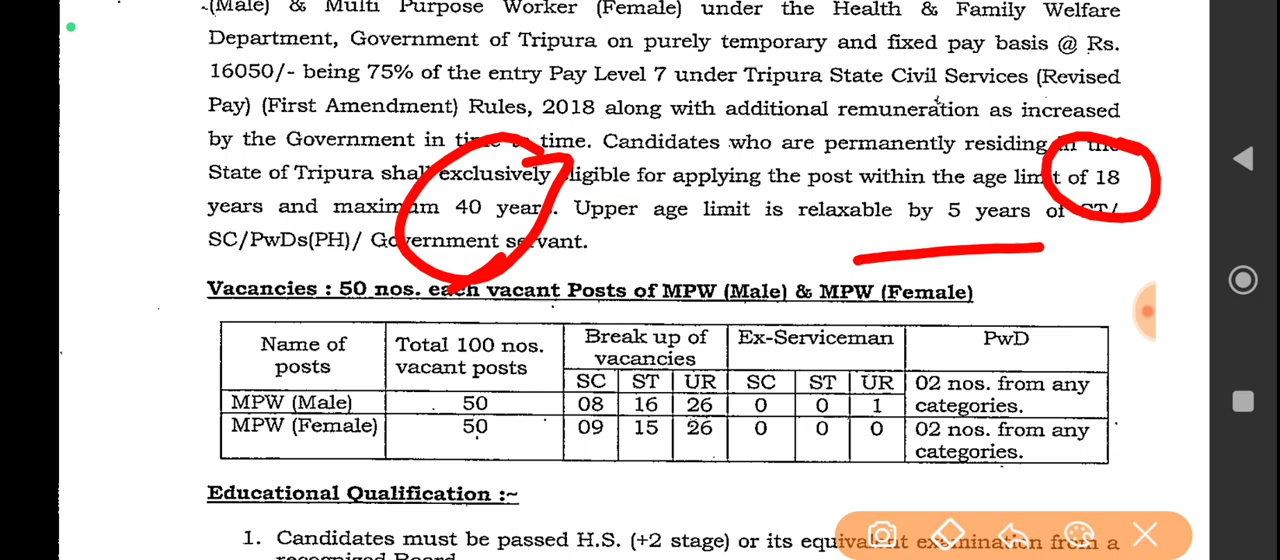 (Male) & Multi Purpose Worker (Female) under the Health & Family Welfare
Department, Government of Tripura on purely temporary and fixed pay basis @ Rs.
16050/- being 75% of the entry Pay Level 7 under Tripura State Civil Services (Revised
Pay) (First Amendment) Rules, 2018 along with additional remuneration as increased
by the Government in time to time. Candidates who are permanently residing in the
State of Tripura shall exclusively eligible for applying the post within the age limit of 18
years and maximum 40 years. Upper age limit is relaxable by 5 years of ST/
SC/PwDs(PH)/ Government servant.
Vacancies : 50 nos. each vacant Posts of MPW (Male) & MPW (Female)
Name of posts Total 100 nos. vacant posts Break up of vacancies Ex-Serviceman PwD
SC ST UR SC ST UR 02 nos. from any categories.
MPW (Male) 50 08 16 26 0 0 1
MPW (Female) 50 09 15 26 0 0 0 02 nos. from any categories.
Educational Qualification :~
1. Candidates must be passed H.S. (+2 stage) or its equivalent examination from a
recognized Board